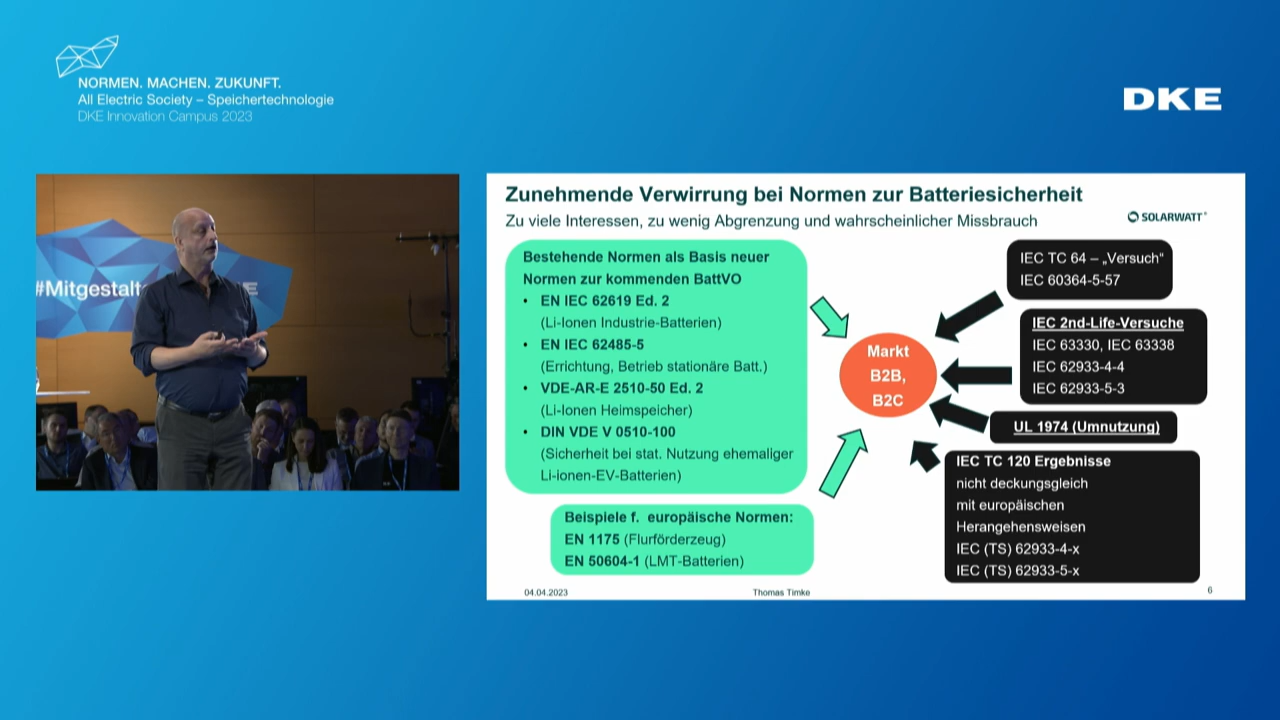 NORMEN. MACHEN. ZUKUNFT.
All Electric Society – Speichertechnologie
DKE Innovation Campus 2023
DKE
#Mitgestalt
Zunehmende Verwirrung bei Normen zur Batteriesicherheit
Zu viele Interessen, zu wenig Abgrenzung und wahrscheinlicher Missbrauch
SOLARWATT®
Bestehende Normen als Basis neuer
Normen zur kommenden BattVO
• EN IEC 62619 Ed. 2
(Li-Ionen Industrie-Batterien)
• EN IEC 62485-5
(Errichtung, Betrieb stationäre Batt.)
• VDE-AR-E 2510-50 Ed. 2
(Li-Ionen Heimspeicher)
• DIN VDE V 0510-100
(Sicherheit bei stat. Nutzung ehemaliger
Li-ionen-EV-Batterien)
Beispiele f. europäische Normen:
EN 1175 (Flurförderzeug)
EN 50604-1 (LMT-Batterien)
Markt
B2B,
B2C
IEC TC 64 – „Versuch“
IEC 60364-5-57
IEC 2nd-Life-Versuche
IEC 63330, IEC 63338
IEC 62933-4-4
IEC 62933-5-3
UL 1974 (Umnutzung)
IEC TC 120 Ergebnisse
nicht deckungsgleich
mit europäischen
Herangehensweisen
IEC (TS) 62933-4-x
IEC (TS) 62933-5-x
04.04.2023
Thomas Timke
6